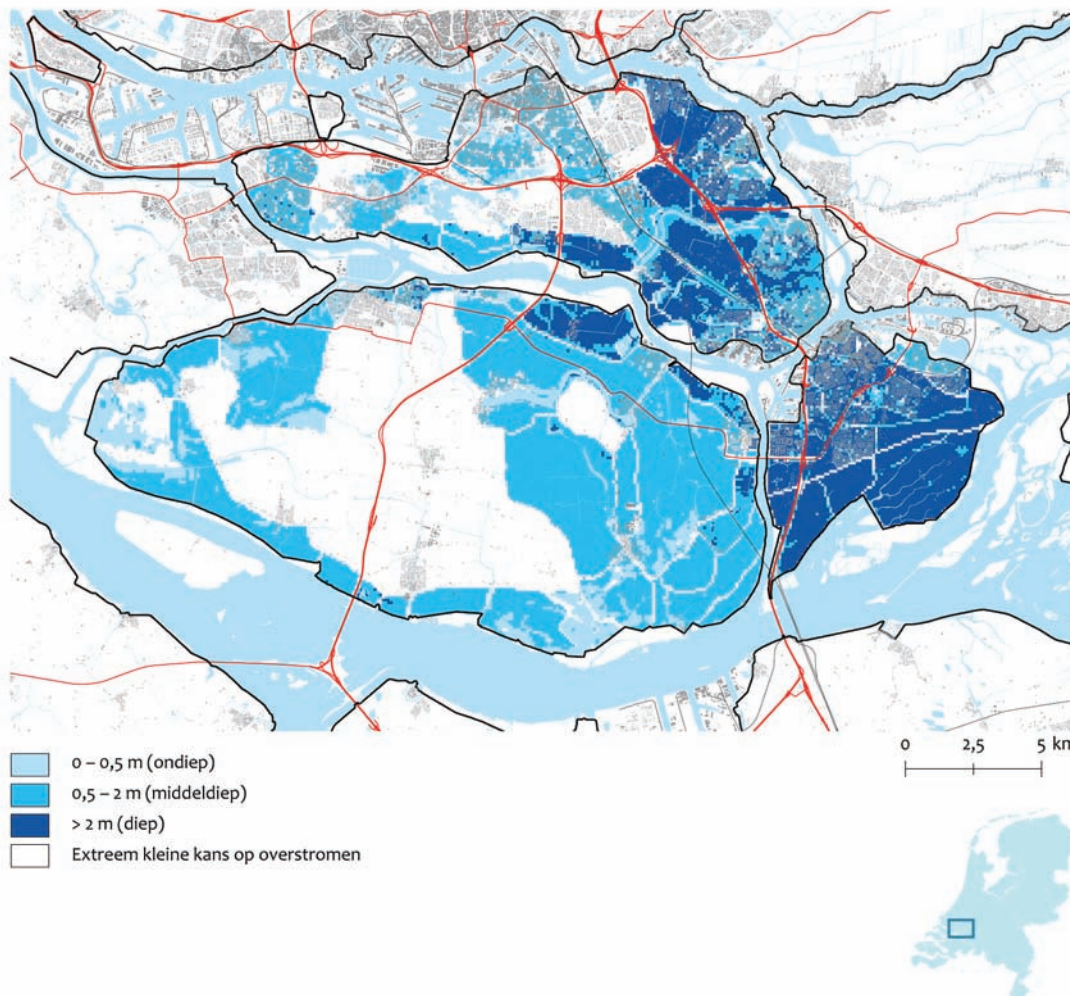 0 – 0,5 m (ondiep)
0,5 – 2 m (middeldiep)
> 2 m (diep)
Extreem kleine kans op overstromen
0 2,5 5 km